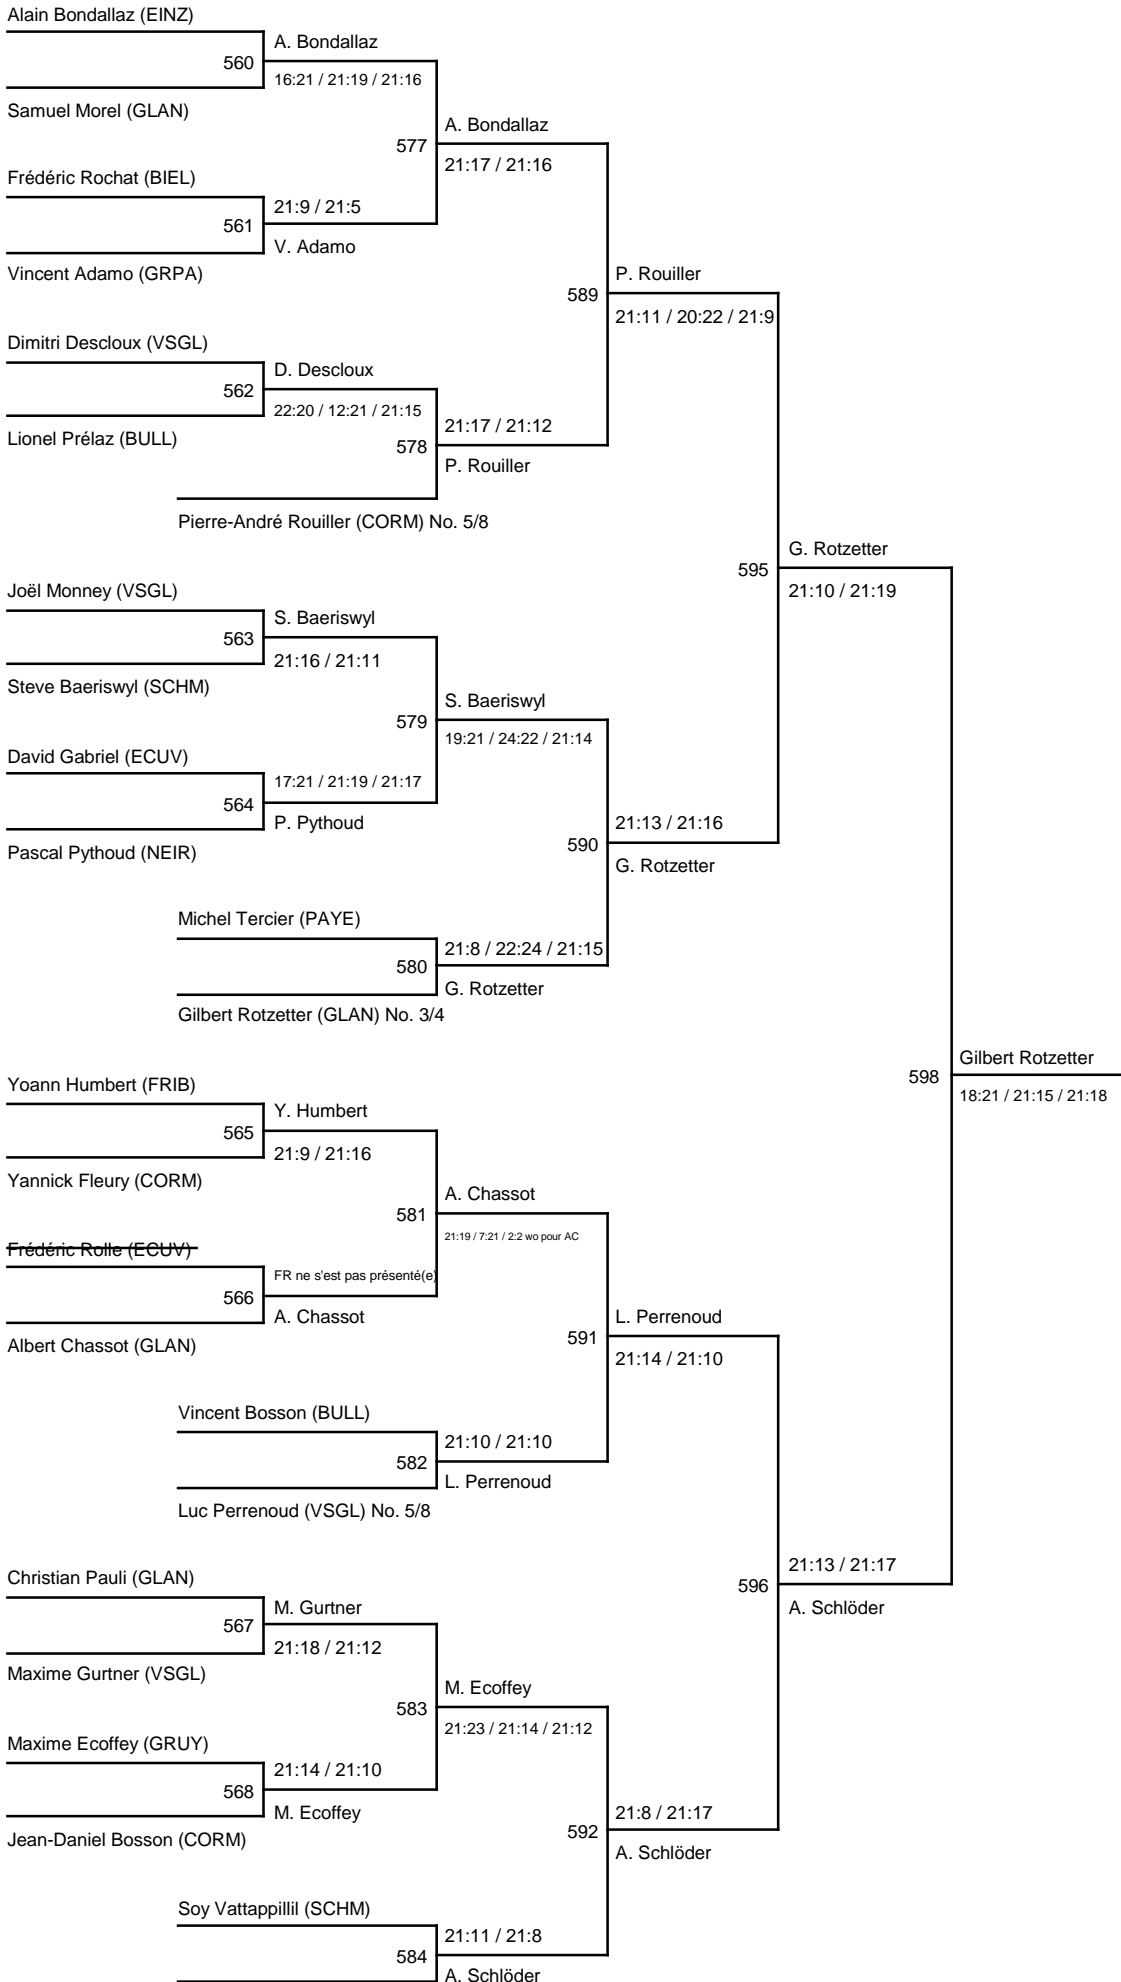 Alain Bondallaz (EINZ)
A. Bondallaz
560
16:21 / 21:19 / 21:16
Samuel Morel (GLAN)
A. Bondallaz
577
21:17 / 21:16
Frédéric Rochat (BIEL)
21:9 / 21:5
561
V. Adamo
Vincent Adamo (GRPA)
P. Rouiller
589
21:11 / 20:22 / 21:9
Dimitri Descloux (VSGL)
D. Descloux
562
22:20 / 12:21 / 21:15
Lionel Prélaz (BULL)
21:17 / 21:12
578
P. Rouiller
Pierre-André Rouiller (CORM) No. 5/8
G. Rotzetter
595
21:10 / 21:19
Joël Monney (VSGL)
S. Baeriswyl
563
21:16 / 21:11
Steve Baeriswyl (SCHM)
S. Baeriswyl
579
19:21 / 24:22 / 21:14
David Gabriel (ECUV)
17:21 / 21:19 / 21:17
564
P. Pythoud
Pascal Pythoud (NEIR)
21:13 / 21:16
590
G. Rotzetter
Michel Tercier (PAYE)
21:8 / 22:24 / 21:15
580
G. Rotzetter
Gilbert Rotzetter (GLAN) No. 3/4
Gilbert Rotzetter
598
18:21 / 21:15 / 21:18
Yoann Humbert (FRIB)
Y. Humbert
565
21:9 / 21:16
Yannick Fleury (CORM)
A. Chassot
581
21:19 / 7:21 / 2:2 wo pour AC
Frédéric Rolle (ECUV)
FR ne s'est pas présenté(e)
566
A. Chassot
Albert Chassot (GLAN)
L. Perrenoud
591
21:14 / 21:10
Vincent Bosson (BULL)
21:10 / 21:10
582
L. Perrenoud
Luc Perrenoud (VSGL) No. 5/8
21:13 / 21:17
596
A. Schlöder
Christian Pauli (GLAN)
M. Gurtner
567
21:18 / 21:12
Maxime Gurtner (VSGL)
M. Ecoffey
583
21:23 / 21:14 / 21:12
Maxime Ecoffey (GRUY)
21:14 / 21:10
568
M. Ecoffey
Jean-Daniel Bosson (CORM)
21:8 / 21:17
592
A. Schlöder
Soy Vattappillil (SCHM)
21:11 / 21:8
584
A. Schlöder